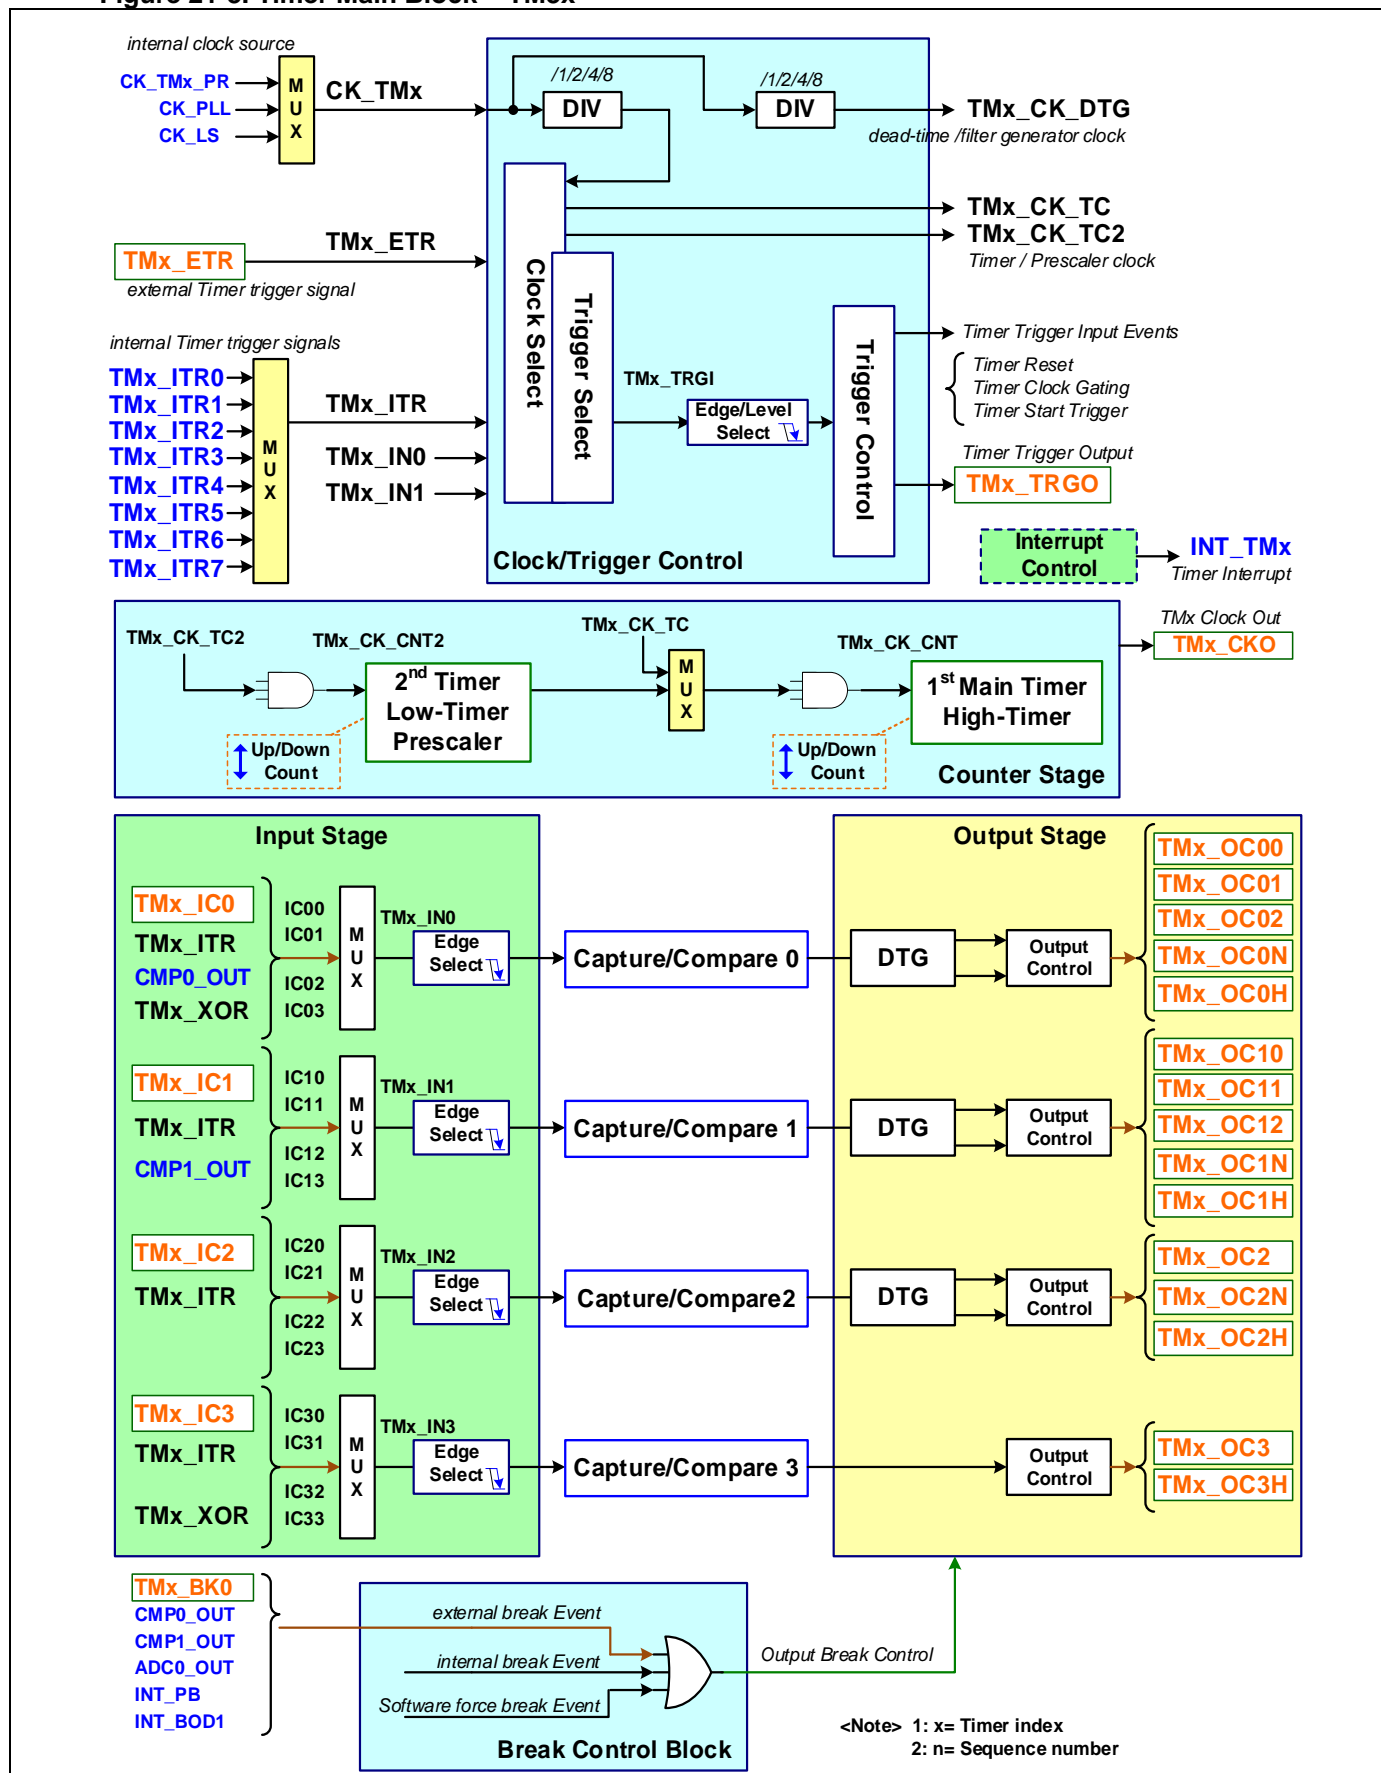 internal clock source
CK_TMx_PR
CK_PLL
CK_LS
M
U
X
CK_TMx
/1/2/4/8
DIV
/1/2/4/8
DIV
TMx_CK_DTG
dead-time /filter generator clock
TMx_CK_TC
TMx_CK_TC2
Timer / Prescaler clock
TMx_ETR
TMx_ETR
external Timer trigger signal
Clock Select
Trigger Select
internal Timer trigger signals
TMx_ITR0
TMx_ITR1
TMx_ITR2
TMx_ITR3
TMx_ITR4
TMx_ITR5
TMx_ITR6
TMx_ITR7
M
U
X
TMx_ITR
TMx_IN0
TMx_IN1
TMx_TRGI
Edge/Level
Select
Trigger Control
Timer Trigger Input Events
Timer Reset
Timer Clock Gating
Timer Start Trigger
Timer Trigger Output
TMx_TRGO
Clock/Trigger Control
Interrupt
Control
INT_TMx
Timer Interrupt
TMx_CK_TC2
TMx_CK_CNT2
2nd Timer
Low-Timer
Prescaler
Up/Down
Count
TMx_CK_TC
M
U
X
TMx_CK_CNT
1st Main Timer
High-Timer
Up/Down
Count
Counter Stage
TMx Clock Out
TMx_CKO
Input Stage
Output Stage
TMx_IC0
TMx_ITR
CMP0_OUT
TMx_XOR
IC00
IC01
IC02
IC03
M
U
X
TMx_IN0
Edge
Select
Capture/Compare 0
DTG
Output
Control
TMx_OC00
TMx_OC01
TMx_OC02
TMx_OC0N
TMx_OC0H
TMx_IC1
TMx_ITR
CMP1_OUT
IC10
IC11
IC12
IC13
M
U
X
TMx_IN1
Edge
Select
Capture/Compare 1
DTG
Output
Control
TMx_OC10
TMx_OC11
TMx_OC12
TMx_OC1N
TMx_OC1H
TMx_IC2
TMx_ITR
IC20
IC21
IC22
IC23
M
U
X
TMx_IN2
Edge
Select
Capture/Compare2
DTG
Output
Control
TMx_OC2
TMx_OC2N
TMx_OC2H
TMx_IC3
TMx_ITR
TMx_XOR
IC30
IC31
IC32
IC33
M
U
X
TMx_IN3
Edge
Select
Capture/Compare 3
Output
Control
TMx_OC3
TMx_OC3H
TMx_BK0
CMP0_OUT
CMP1_OUT
ADC0_OUT
INT_PB
INT_BOD1
external break Event
internal break Event
Software force break Event
Break Control Block
Output Break Control
<Note> 1: x= Timer index
2: n= Sequence number